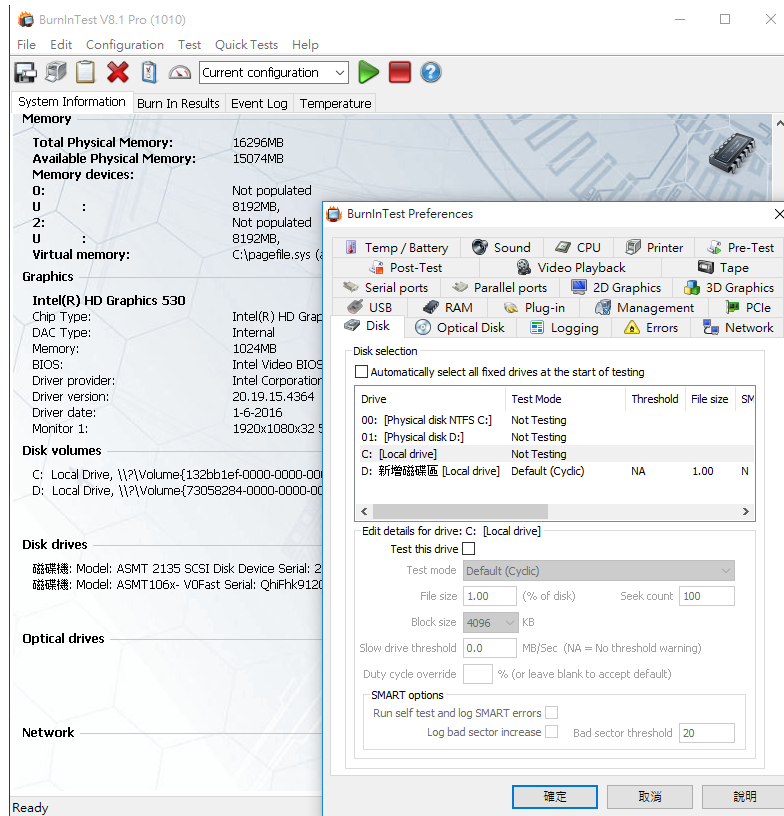 BurnInTest V8.1 Pro (1010)
File Edit Configuration Test Quick Tests Help
Current configuration
System Information Burn In Results Event Log Temperature
Memory
Total Physical Memory: 16296MB
Available Physical Memory: 15074MB
Memory devices:
0: Not populated
U : 8192MB,
2: Not populated
U : 8192MB,
Virtual memory: C:\pagefile.sys (a
Graphics
Intel(R) HD Graphics 530
Chip Type: Intel(R) HD Grap
DAC Type: Internal
Memory: 1024MB
BIOS: Intel Video BIOS
Driver provider: Intel Corporation
Driver version: 20.19.15.4364
Driver date: 1-6-2016
Monitor 1: 1920x1080x32 5
Disk volumes
C: Local Drive, \\?\Volume{132bb1ef-0000-0000-00
D: Local Drive, \\?\Volume{73058284-0000-0000-00
Disk drives
磁碟機: Model: ASMT 2135 SCSI Disk Device Serial: 2
磁碟機: Model: ASMT106x- V0Fast Serial: QhiFhk9120
Optical drives
Network
Ready
BurnInTest Preferences
Temp / Battery Sound CPU Printer Pre-Test
Post-Test Video Playback Tape
Serial ports Parallel ports 2D Graphics 3D Graphics
USB RAM Plug-in Management PCIe
Disk Optical Disk Logging Errors Network
Disk selection
Automatically select all fixed drives at the start of testing
Drive Test Mode Threshold File size SM
00: [Physical disk NTFS C:] Not Testing
01: [Physical disk D:] Not Testing
C: [Local drive] Not Testing
D: 新增磁碟區 [Local drive] Default (Cyclic) NA 1.00 N
Edit details for drive: C: [Local drive]
Test this drive
Test mode Default (Cyclic)
File size 1.00 (% of disk) Seek count 100
Block size 4096 KB
Slow drive threshold 0.0 MB/Sec (NA = No threshold warning)
Duty cycle override % (or leave blank to accept default)
SMART options
Run self test and log SMART errors
Log bad sector increase Bad sector threshold 20
確定 取消 說明